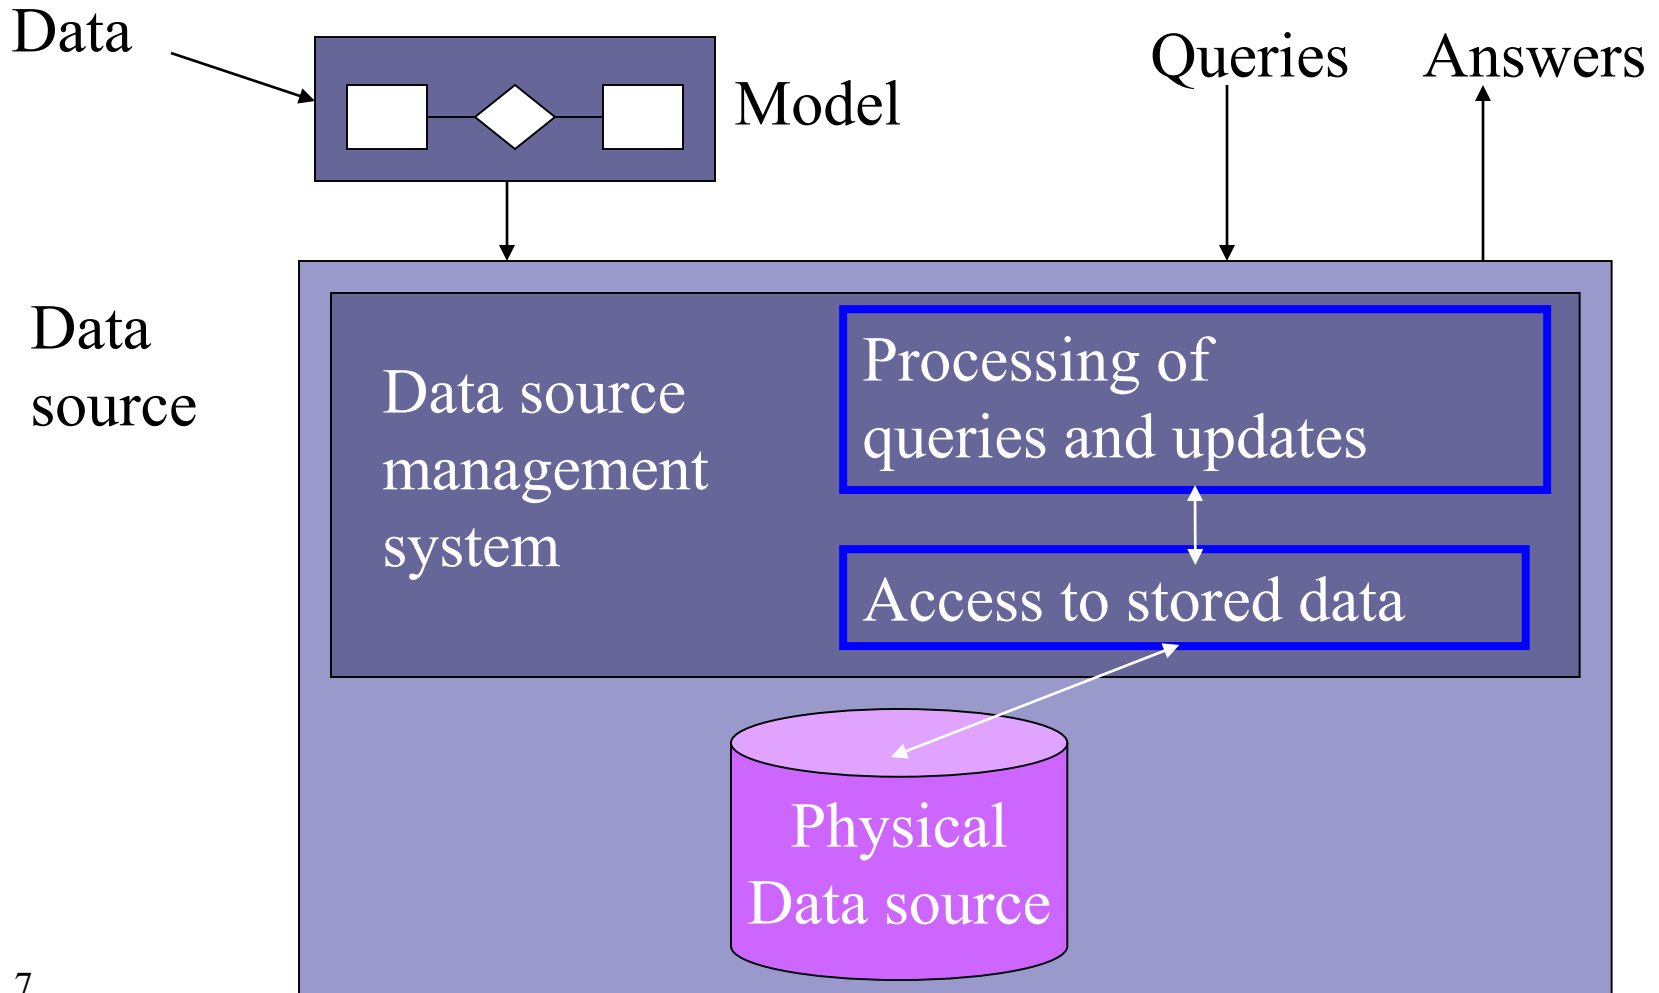 Data
Model
Queries
Answers
Data
source
Data source
management
system
Processing of
queries and updates
Access to stored data
Physical
Data source
7